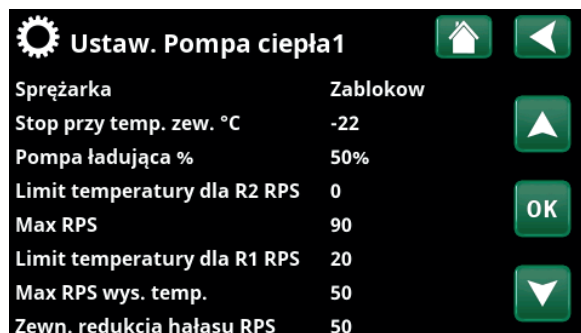 Ustaw. Pompa ciepła1
Sprężarka Zablokow
Stop przy temp. zew. °C -22
Pompa ładująca % 50%
Limit temperatury dla R2 RPS 0
OK
Max RPS 90
Limit temperatury dla R1 RPS 20
Max RPS wys. temp. 50
Zewn. redukcja hałasu RPS 50